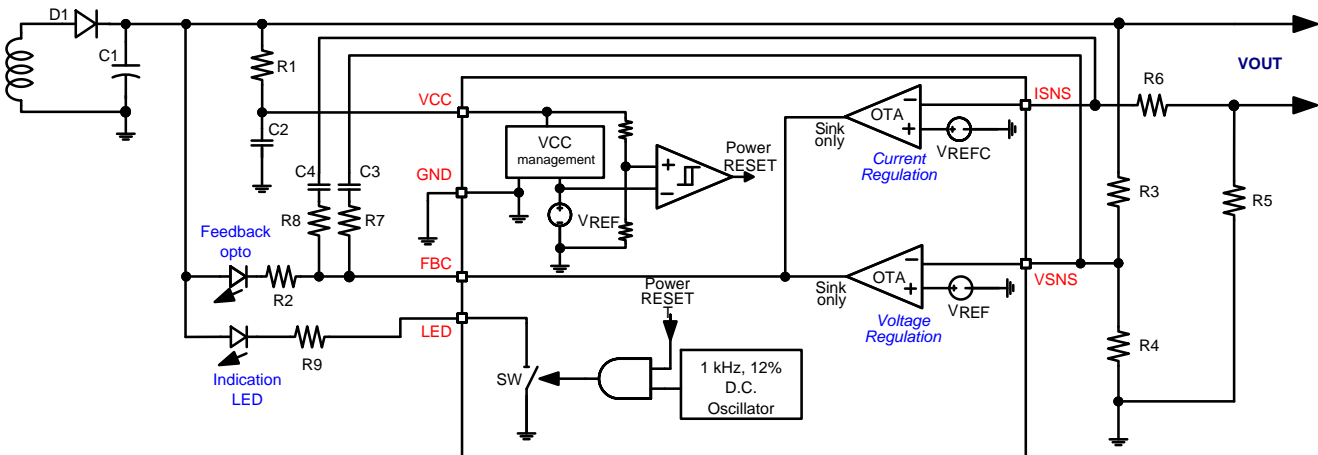 D1
C1
R1
VCC
C2
C4
C3
GND
R8
R7
Feedback
opto
R2
FBC
LED
R9
Indication
LED
VCC
management
VREF
Power
RESET
OTA
Sink
only
VREFC
Current
Regulation
ISNS
R6
VOUT
R3
R5
OTA
Sink
only
VREF
VSNS
Voltage
Regulation
R4
Power
RESET
T
SW
1 kHz, 12%
D.C.
Oscillator